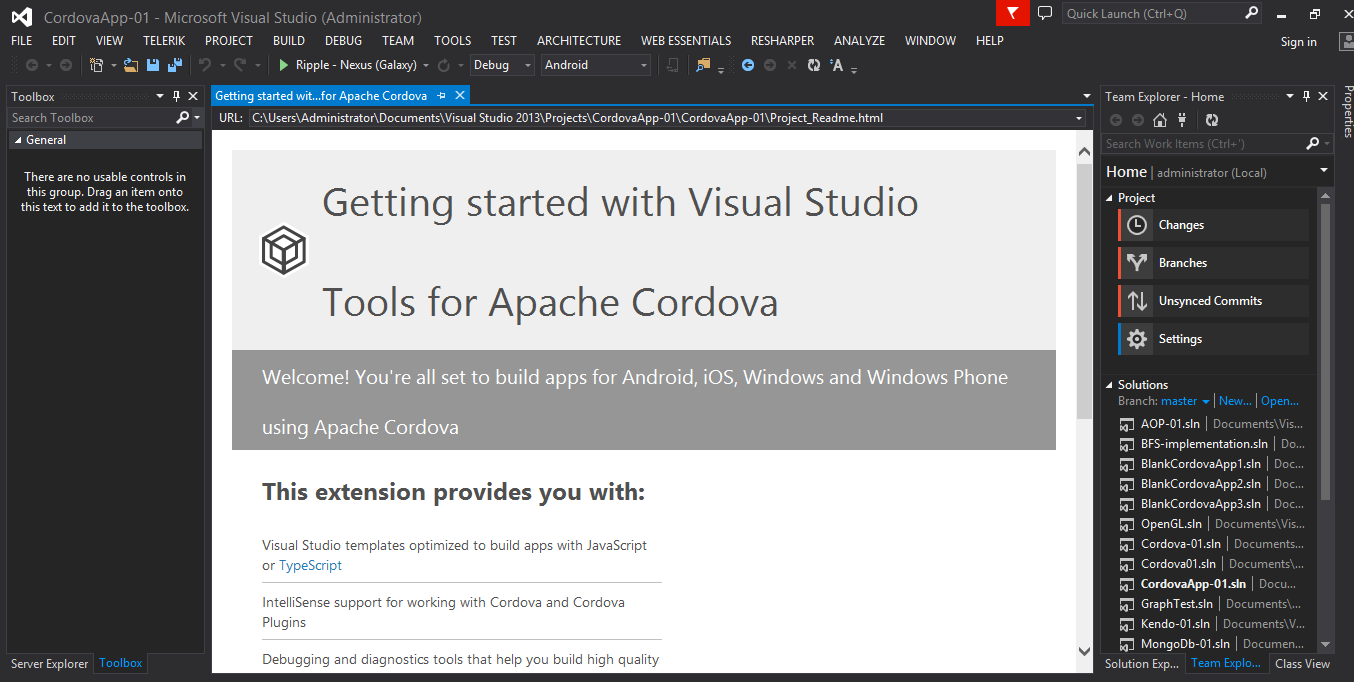 CordovaApp-01 - Microsoft Visual Studio (Administrator)
Quick Launch (Ctrl+Q)
FILE EDIT VIEW TELERIK PROJECT BUILD DEBUG TEAM TOOLS TEST ARCHITECTURE WEB ESSENTIALS RESHARPER ANALYZE WINDOW HELP
Sign in
Ripple - Nexus (Galaxy) Debug Android
Toolbox
Search Toolbox
General
There are no usable controls in
this group. Drag an item onto
this text to add it to the toolbox.
Server Explorer Toolbox
Getting started wit...for Apache Cordova
URL: C:\Users\Administrator\Documents\Visual Studio 2013\Projects\CordovaApp-01\CordovaApp-01\Project_Readme.html
Getting started with Visual Studio
Tools for Apache Cordova
Welcome! You're all set to build apps for Android, iOS, Windows and Windows Phone
using Apache Cordova
This extension provides you with:
Visual Studio templates optimized to build apps with JavaScript
or TypeScript
IntelliSense support for working with Cordova and Cordova
Plugins
Debugging and diagnostics tools that help you build high quality
Team Explorer - Home
Search Work Items (Ctrl+')
Home | administrator (Local)
Project
Changes
Branches
Unsynced Commits
Settings
Solutions
Branch: master | New... | Open...
AOP-01.sln | Documents\Vis...
BFS-implementation.sln | Do...
BlankCordovaApp1.sln | Doc...
BlankCordovaApp2.sln | Doc...
BlankCordovaApp3.sln | Doc...
OpenGL.sln | Documents\Vis...
Cordova-01.sln | Documents...
Cordova01.sln | Documents\...
CordovaApp-01.sln | Docu...
GraphTest.sln | Documents\...
Kendo-01.sln | Documents\V...
MongoDb-01.sln | Documen...
Solution Exp... Team Explo... Class View
Properties